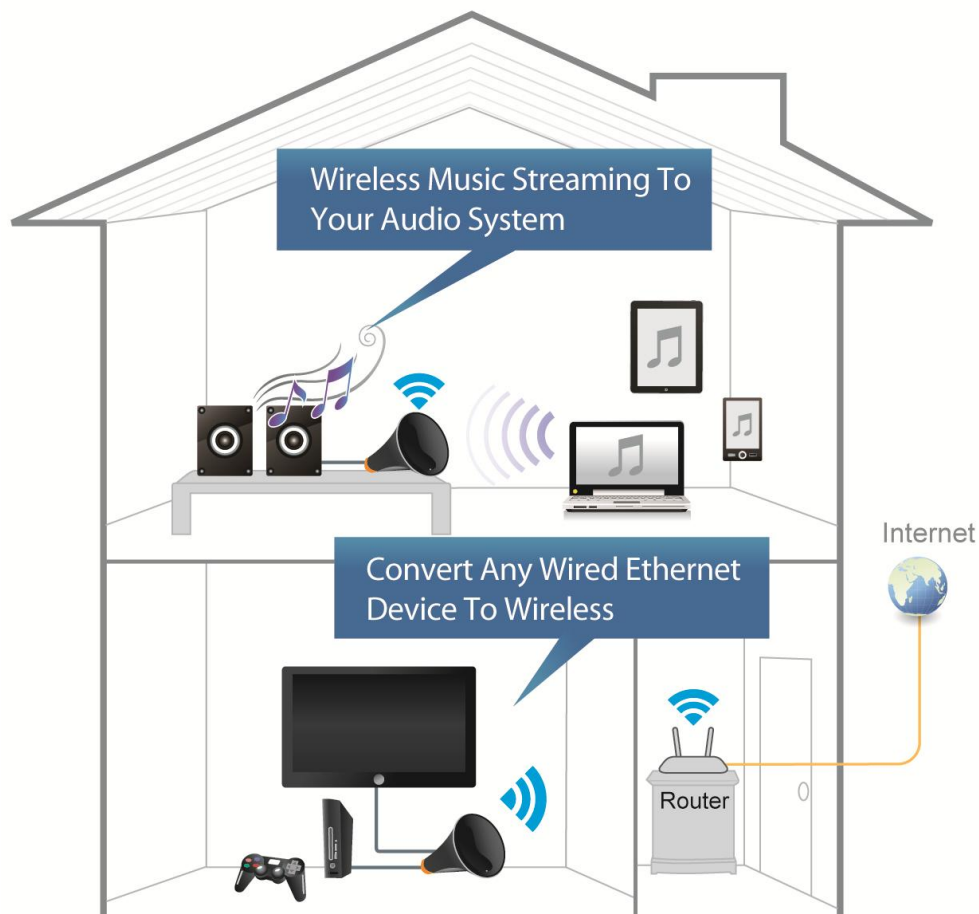 Wireless Music Streaming To
Your Audio System
Internet
Convert Any Wired Ethernet
Device To Wireless
Router